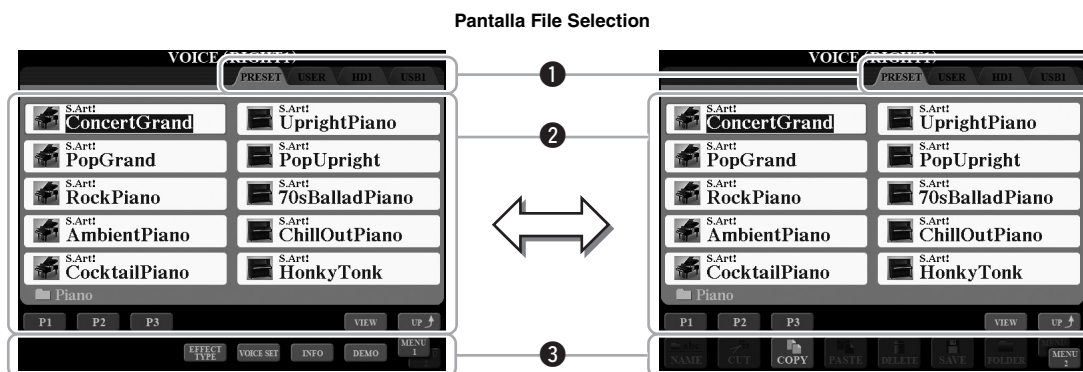 Pantalla File Selection
VOICE (RIGHT1)
PRESET USER HD1 USB1
S.Art!
ConcertGrand
S.Art!
UprightPiano
S.Art!
PopGrand
S.Art!
PopUpright
S.Art!
RockPiano
S.Art!
70sBalladPiano
S.Art!
AmbientPiano
S.Art!
ChillOutPiano
S.Art!
CocktailPiano
S.Art!
HonkyTonk
Piano
P1 P2 P3 VIEW UP
EFFECT TYPE VOICE SET INFO DEMO MENU 1
1
2
3
VOICE (RIGHT1)
PRESET USER HD1 USB1
S.Art!
ConcertGrand
S.Art!
UprightPiano
S.Art!
PopGrand
S.Art!
PopUpright
S.Art!
RockPiano
S.Art!
70sBalladPiano
S.Art!
AmbientPiano
S.Art!
ChillOutPiano
S.Art!
CocktailPiano
S.Art!
HonkyTonk
Piano
P1 P2 P3 VIEW UP
NAME CUT COPY PASTE DELETE SAVE FOLDER MENU 2